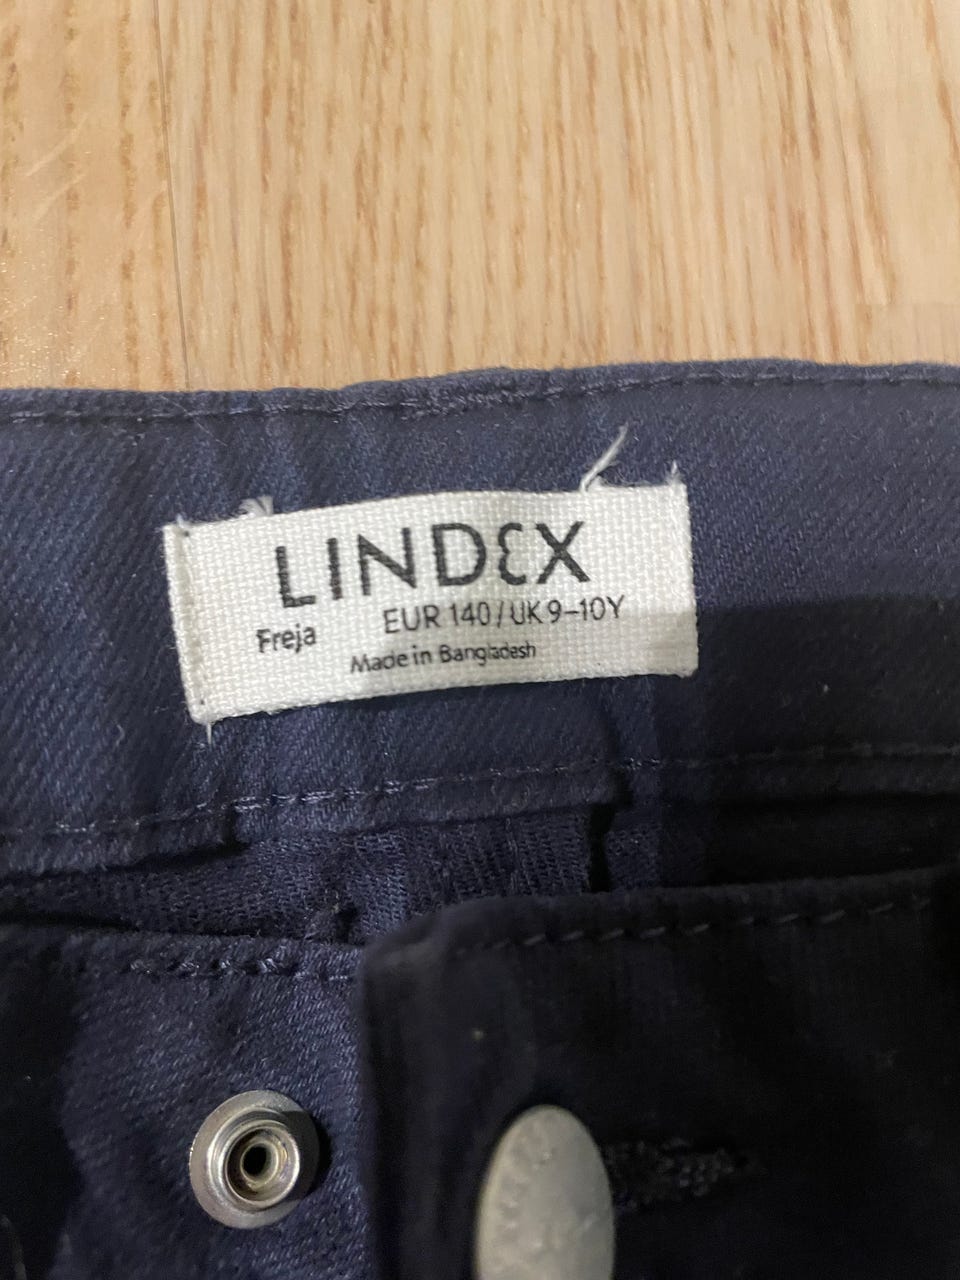 LINDEX
Freja EUR 140 / UK 9–10Y
Made in Bangladesh